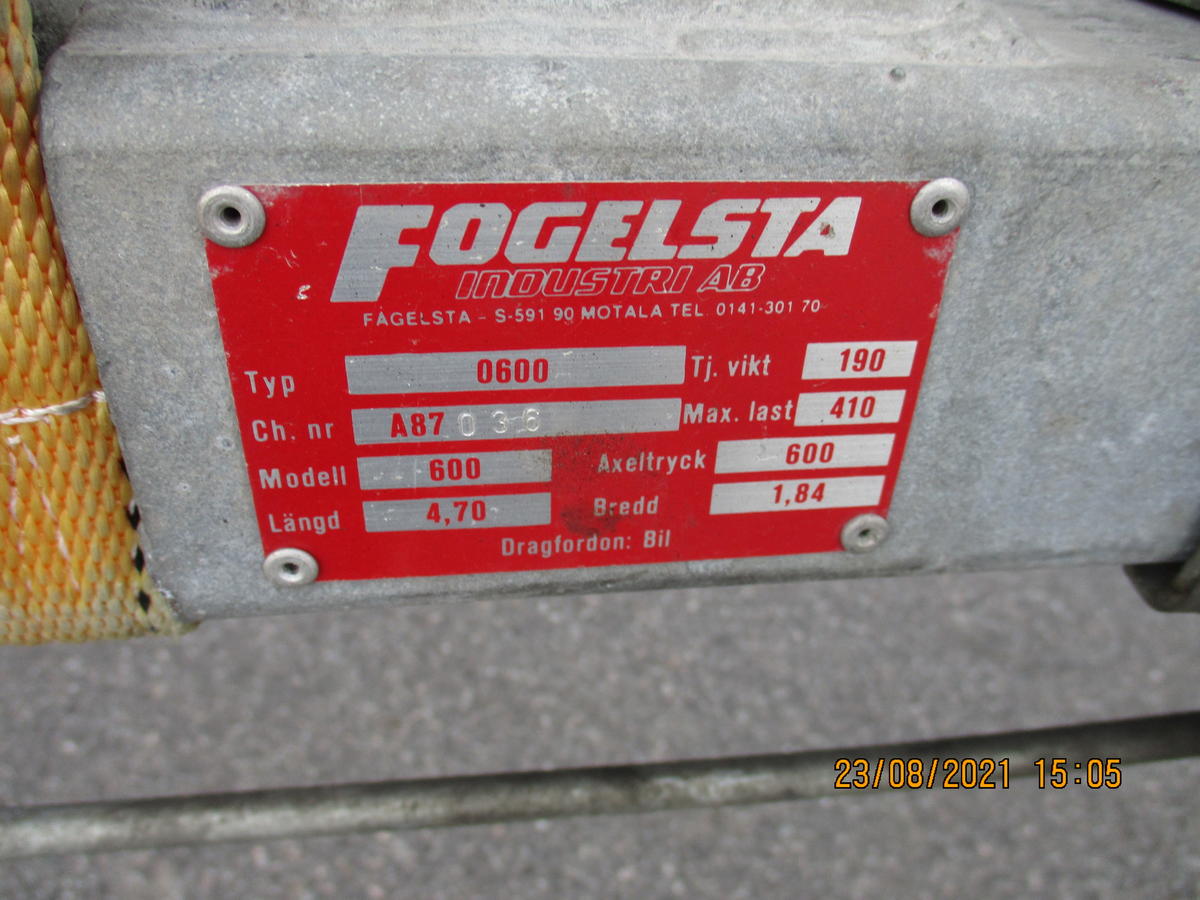 FOGELSTA
INDUSTRI AB
FÅGELSTA - S-591 90 MOTALA TEL. 0141-301 70
Typ 0600 Tj. vikt 190
Ch. nr A87 036 Max. last 410
Modell 600 Axeltryck 600
Längd 4,70 Bredd 1,84
Dragfordon: Bil
23/08/2021 15:05